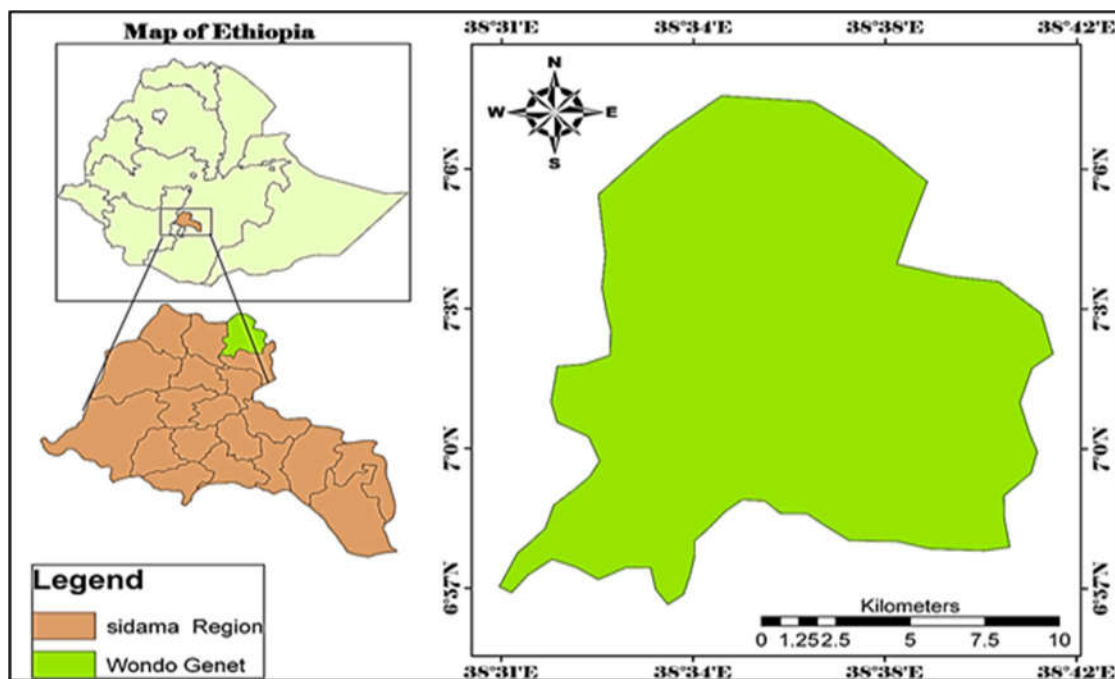 Map of Ethiopia
38°31'E 38°34'E 38°38'E 38°42'E
N
W E
S
7°6'N 7°6'N
7°3'N 7°3'N
7°0'N 7°0'N
6°57'N 6°57'N
Legend
sidama Region
Wondo Genet
Kilometers
0 1.25 2.5 5 7.5 10
38°31'E 38°34'E 38°38'E 38°42'E